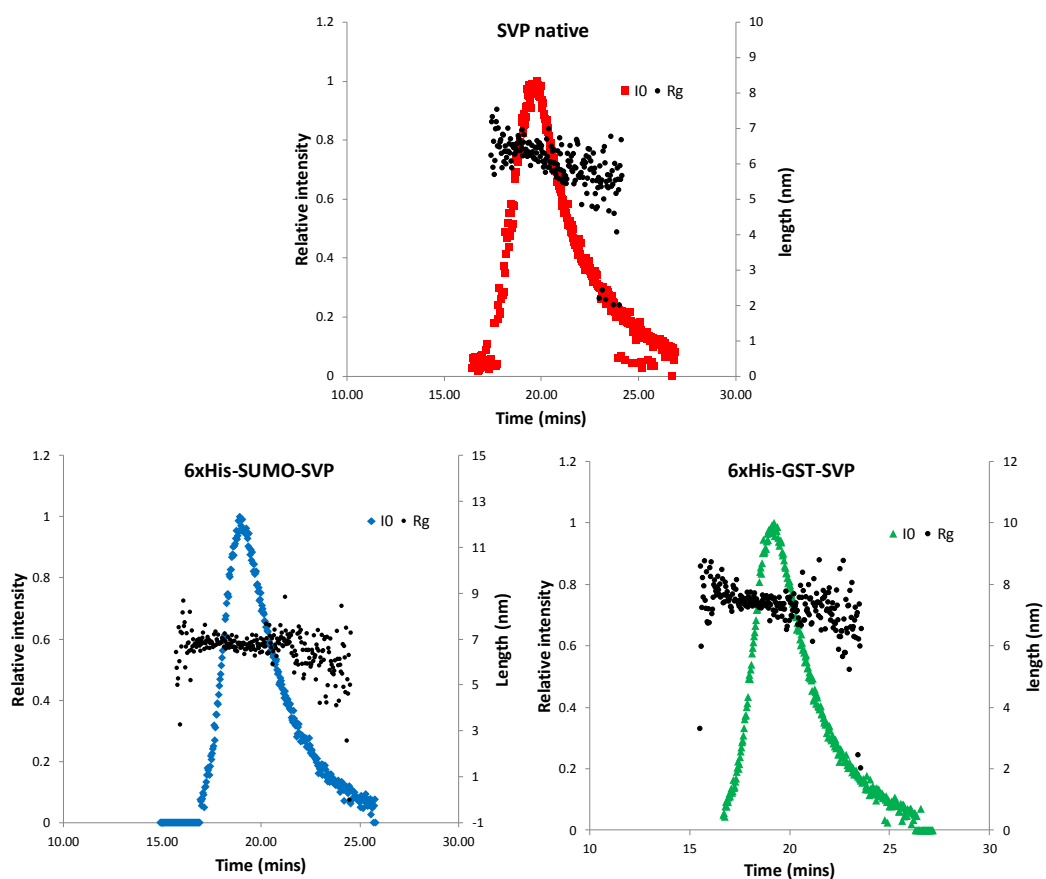 SVP native
I0 Rg
Relative intensity
length (nm)
1.2
1
0.8
0.6
0.4
0.2
0
10
9
8
7
6
5
4
3
2
1
0
10.00 15.00 20.00 25.00 30.00
Time (mins)
6xHis-SUMO-SVP
I0 Rg
Relative intensity
Length (nm)
1.2
1
0.8
0.6
0.4
0.2
0
15
13
11
9
7
5
3
1
-1
10.00 15.00 20.00 25.00 30.00
Time (mins)
6xHis-GST-SVP
I0 Rg
Relative intensity
length (nm)
1.2
1
0.8
0.6
0.4
0.2
0
12
10
8
6
4
2
0
10 15 20 25 30
Time (mins)